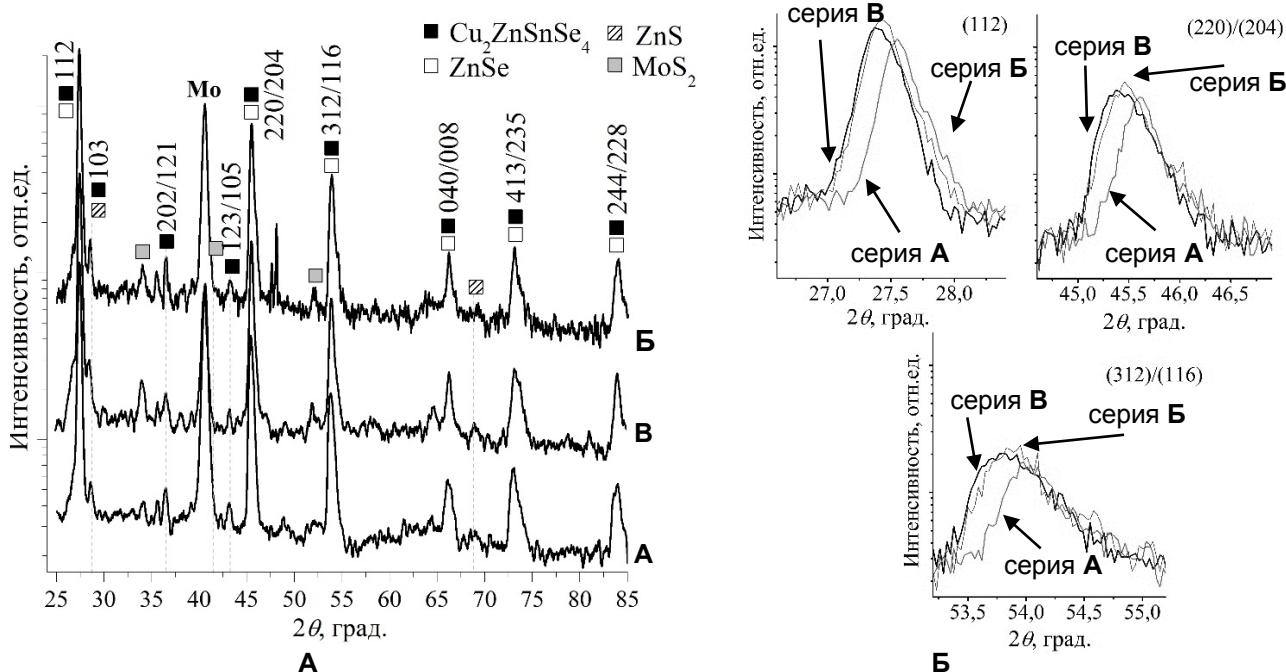 ■ Cu₂ZnSnSe₄
□ ZnSe
ZnS
MoS₂
112
103
202/121
Mo
123/105
220/204
312/116
040/008
413/235
244/228
Б
В
А
Интенсивность, отн.ед.
25 30 35 40 45 50 55 60 65 70 75 80 85
2θ, град.
А
серия В
(112)
серия Б
серия А
Интенсивность, отн.ед.
27,0 27,5 28,0
2θ, град.
(220)/(204)
серия В
серия Б
серия А
Интенсивность, отн.ед.
45,0 45,5 46,0 46,5
2θ, град.
(312)/(116)
серия В
серия Б
серия А
Интенсивность, отн.ед.
53,5 54,0 54,5 55,0
2θ, град.
Б